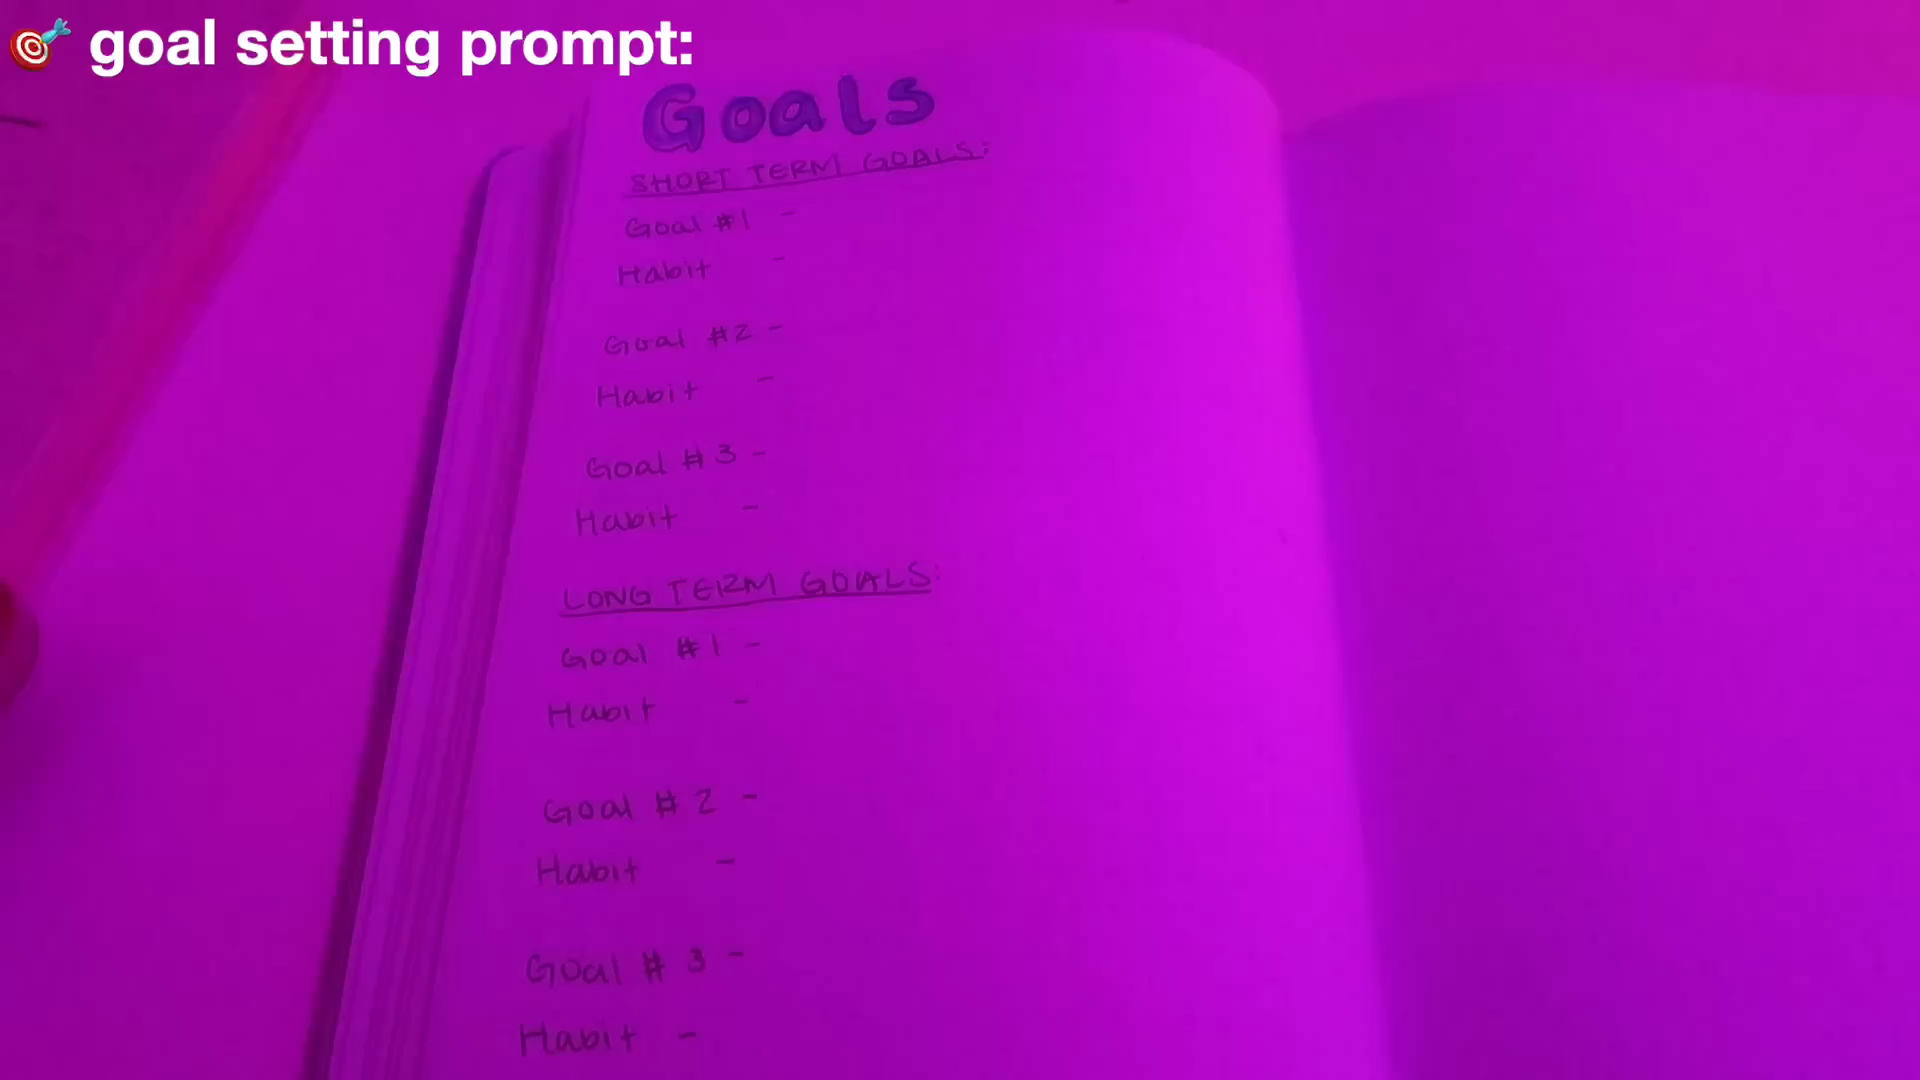 🎯 goal setting prompt:
Goals
SHORT TERM GOALS:
Goal #1 -
Habit -
Goal #2 -
Habit -
Goal #3 -
Habit -
LONG TERM GOALS:
Goal #1 -
Habit -
Goal #2 -
Habit -
Goal #3 -
Habit -